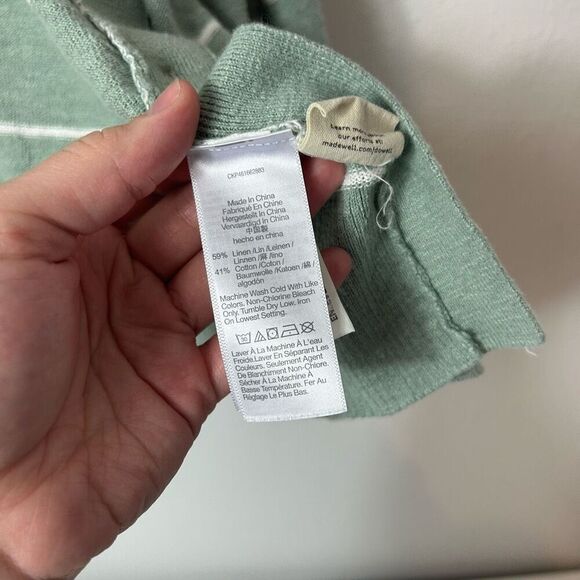 Learn mor
our efforts at
madewell.com/dowell
CKP461662883
Made in China
Fabriqué En Chine
Hergestellt In China
Vervaardigd in China
中国製
hecho en china
59% Linen /Lin /Leinen /
Linnen /麻 /lino
41% Cotton /Coton /
Baumwolle /Katoen /綿 /
algodón
Machine Wash Cold With Like
Colors. Non-Chlorine Bleach
Only, Tumble Dry Low, Iron
On Lowest Setting.
Laver À La Machine À L'eau
Froide,Laver En Séparant Les
Couleurs. Seulement Agent
De Blanchiment Non-Chlore.
Sécher À La Machine À
Basse Température. Fer Au
Réglage Le Plus Bas.